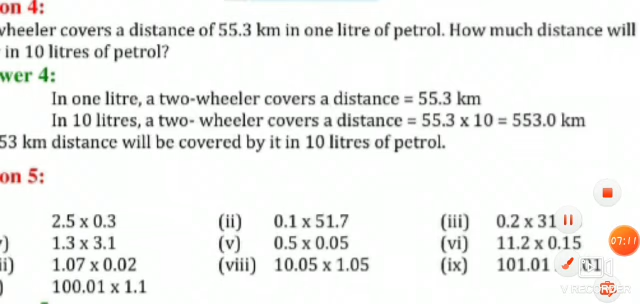 on 4:
wheeler covers a distance of 55.3 km in one litre of petrol. How much distance will
in 10 litres of petrol?
wer 4:
In one litre, a two-wheeler covers a distance = 55.3 km
In 10 litres, a two- wheeler covers a distance = 55.3 x 10 = 553.0 km
53 km distance will be covered by it in 10 litres of petrol.
on 5:
2.5 x 0.3 (ii) 0.1 x 51.7 (iii) 0.2 x 31
) 1.3 x 3.1 (v) 0.5 x 0.05 (vi) 11.2 x 0.15 07:11
ii) 1.07 x 0.02 (viii) 10.05 x 1.05 (ix) 101.01
) 100.01 x 1.1